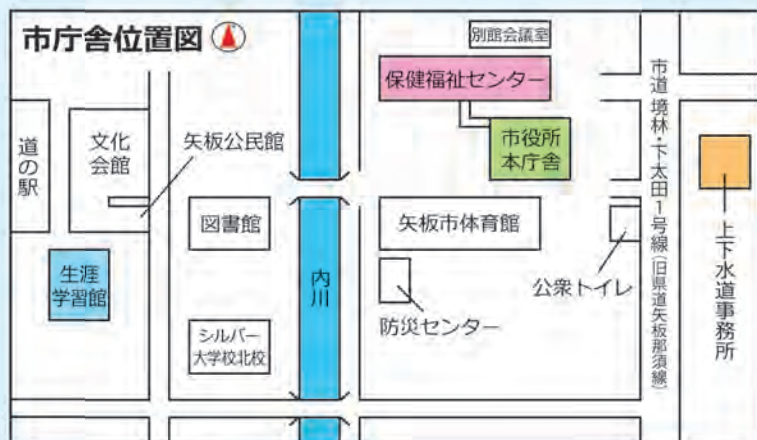 市庁舎位置図
別館会議室
保健福祉センター
市役所
本庁舎
道の駅
文化
会館
矢板公民館
図書館
生涯
学習館
シルバー
大学校北校
内川
矢板市体育館
公衆トイレ
防災センター
市道 境林・下太田1号線(旧県道矢板那須線)
上下水道事務所